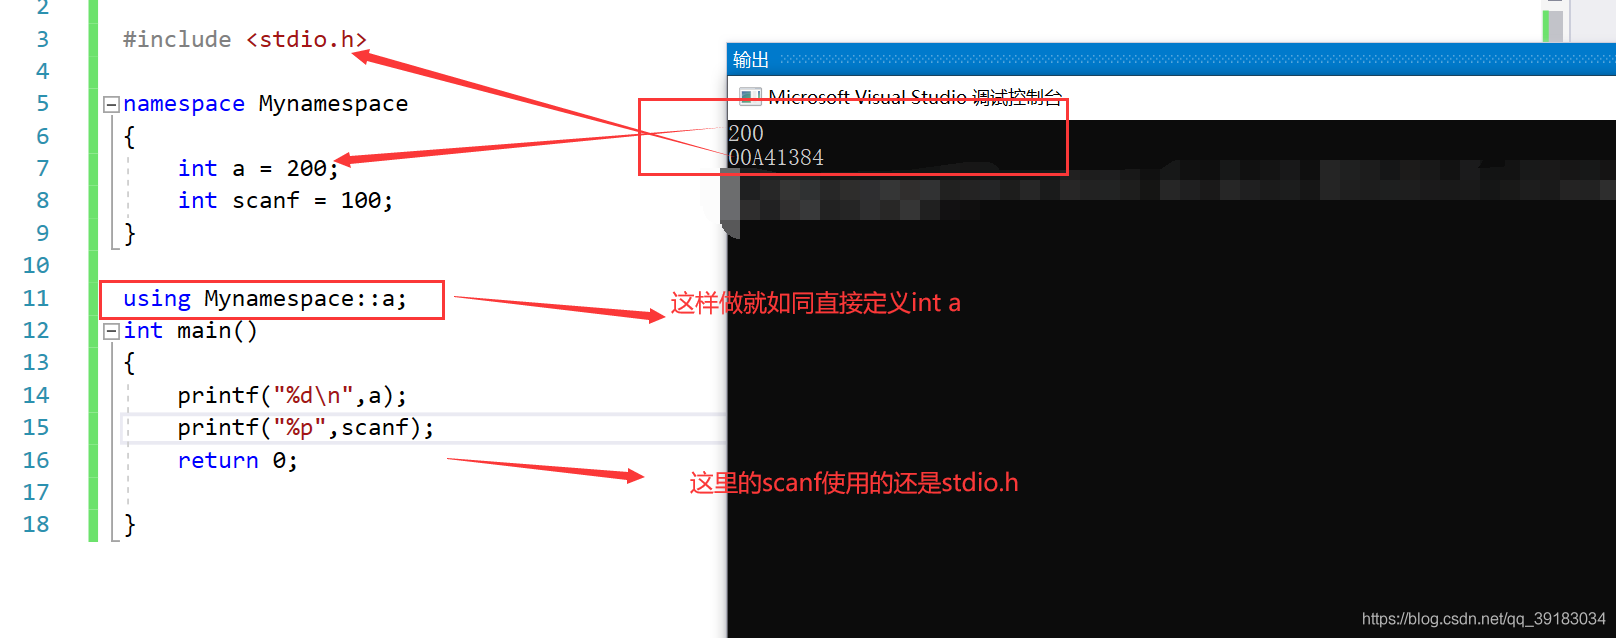 2
3 #include <stdio.h>
4
5 namespace Mynamespace
6 {
7 int a = 200;
8 int scanf = 100;
9 }
10
11 using Mynamespace::a;
12 int main()
13 {
14 printf("%d\n",a);
15 printf("%p",scanf);
16 return 0;
17
18 }
输出
Microsoft Visual Studio 调试控制台
200
00A41384
这样做就如同直接定义int a
这里的scanf使用的还是stdio.h
https://blog.csdn.net/qq_39183034